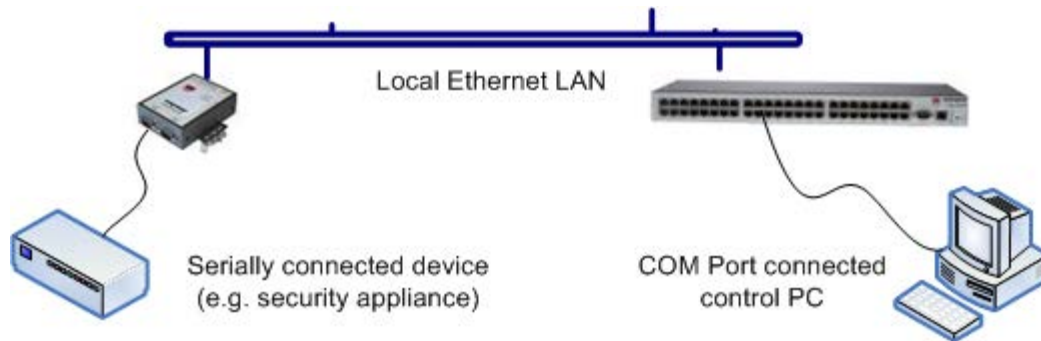 Local Ethernet LAN
Serially connected device
(e.g. security appliance)
COM Port connected
control PC